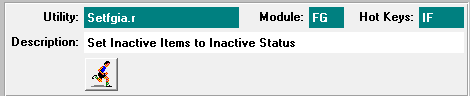 Utility: Setfgia.r Module: FG Hot Keys: IF
Description: Set Inactive Items to Inactive Status